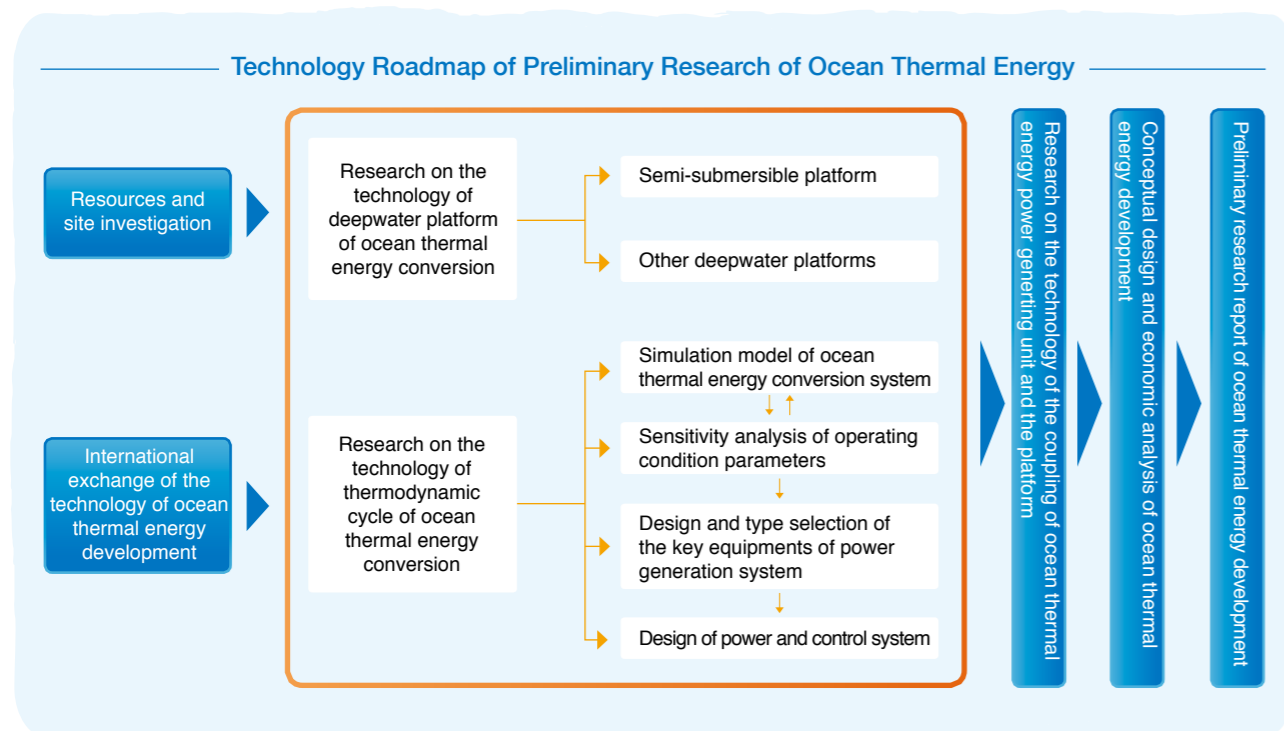 Technology Roadmap of Preliminary Research of Ocean Thermal Energy
Resources and
site investigation
International
exchange of the
technology of ocean
thermal energy
development
Research on the
technology of
deepwater platform
of ocean thermal
energy conversion
Semi-submersible platform
Other deepwater platforms
Research on the
technology of
thermodynamic
cycle of ocean
thermal energy
conversion
Simulation model of ocean
thermal energy conversion system
Sensitivity analysis of operating
condition parameters
Design and type selection of
the key equipments of power
generation system
Design of power and control system
Research on the technology of the coupling of ocean thermal
energy power generting unit and the platform
Conceptual design and economic analysis of ocean thermal
energy development
Preliminary research report of ocean thermal energy development